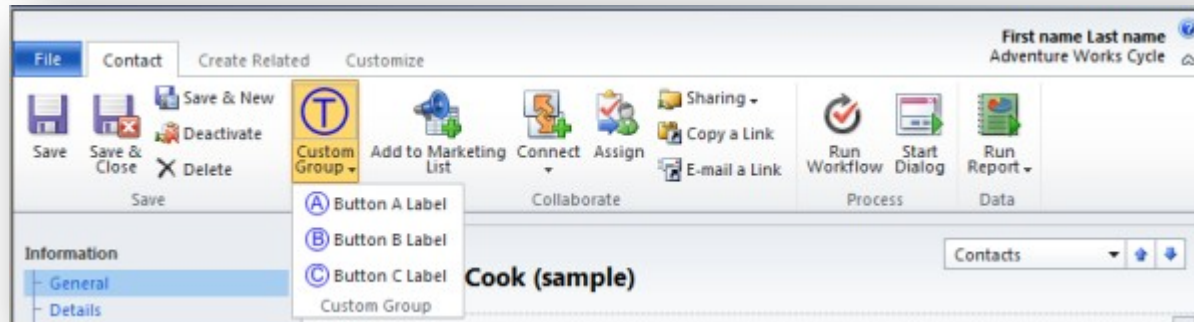 First name Last name
Adventure Works Cycle
File Contact Create Related Customize
Save
Save & Close
Save & New
Deactivate
Delete
Save
T
Custom Group
Add to Marketing List
Connect
Assign
Sharing
Copy a Link
E-mail a Link
Collaborate
Run Workflow
Start Dialog
Process
Run Report
Data
A Button A Label
B Button B Label
C Button C Label
Custom Group
Information
General
Details
Cook (sample)
Contacts